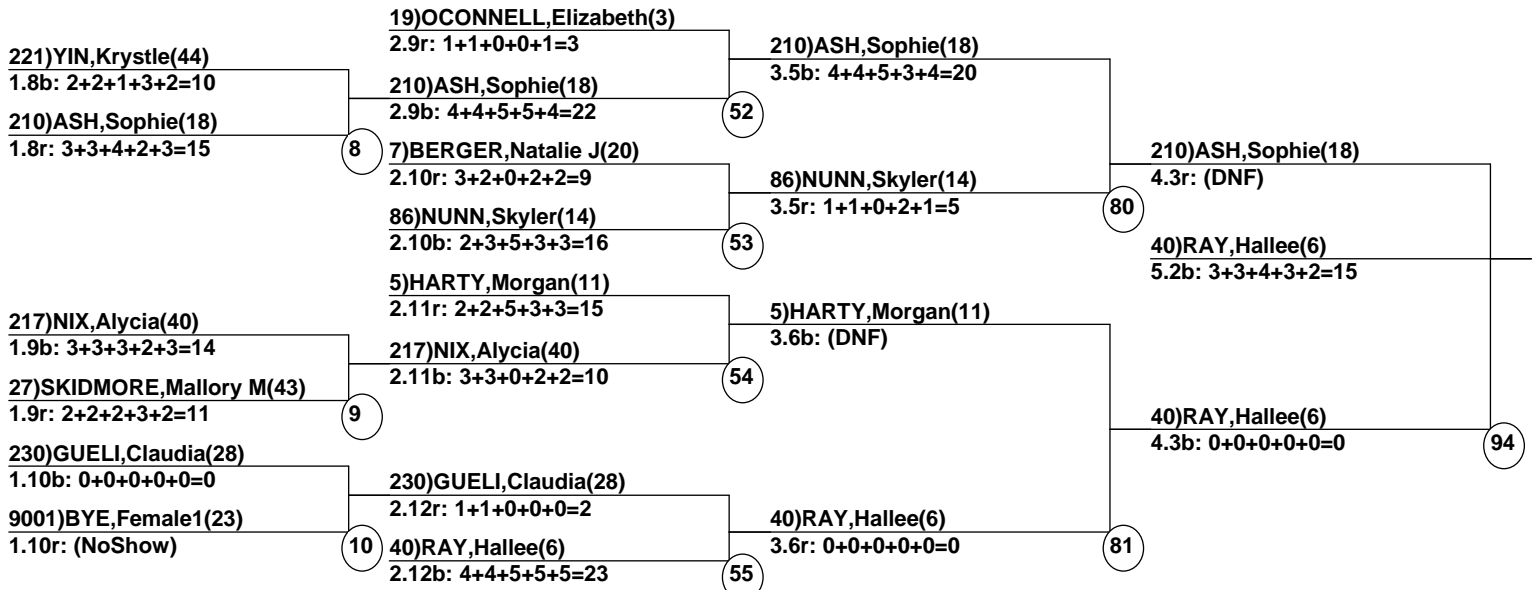 221)YIN,Krystle(44)
1.8b: 2+2+1+3+2=10
210)ASH,Sophie(18)
1.8r: 3+3+4+2+3=15
8
217)NIX,Alycia(40)
1.9b: 3+3+3+2+3=14
27)SKIDMORE,Mallory M(43)
1.9r: 2+2+2+3+2=11
9
230)GUELI,Claudia(28)
1.10b: 0+0+0+0+0=0
9001)BYE,Female1(23)
1.10r: (NoShow)
10
19)OCONNELL,Elizabeth(3)
2.9r: 1+1+0+0+1=3
210)ASH,Sophie(18)
2.9b: 4+4+5+5+4=22
52
7)BERGER,Natalie J(20)
2.10r: 3+2+0+2+2=9
86)NUNN,Skyler(14)
2.10b: 2+3+5+3+3=16
53
5)HARTY,Morgan(11)
2.11r: 2+2+5+3+3=15
217)NIX,Alycia(40)
2.11b: 3+3+0+2+2=10
54
230)GUELI,Claudia(28)
2.12r: 1+1+0+0+0=2
40)RAY,Hallee(6)
2.12b: 4+4+5+5+5=23
55
210)ASH,Sophie(18)
3.5b: 4+4+5+3+4=20
86)NUNN,Skyler(14)
3.5r: 1+1+0+2+1=5
80
5)HARTY,Morgan(11)
3.6b: (DNF)
40)RAY,Hallee(6)
3.6r: 0+0+0+0+0=0
81
210)ASH,Sophie(18)
4.3r: (DNF)
40)RAY,Hallee(6)
5.2b: 3+3+4+3+2=15
40)RAY,Hallee(6)
4.3b: 0+0+0+0+0=0
94